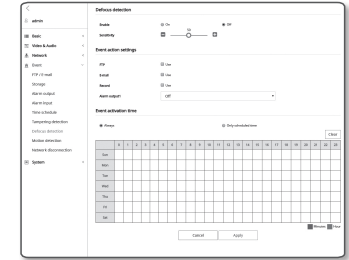 admin
Basic
Video & Audio
Network
Event
FTP / E-mail
Storage
Alarm output
Alarm input
Time schedule
Tampering detection
Defocus detection
Motion detection
Network disconnection
System
Defocus detection
Enable
On
Off
Sensitivity
50
Event action settings
FTP
Use
E-mail
Use
Record
Use
Alarm output1
Off
Event activation time
Always
Only scheduled time
Clear
0 1 2 3 4 5 6 7 8 9 10 11 12 13 14 15 16 17 18 19 20 21 22 23
Sun
Mon
Tue
Wed
Thu
Fri
Sat
Minutes
1 hour
Cancel
Apply